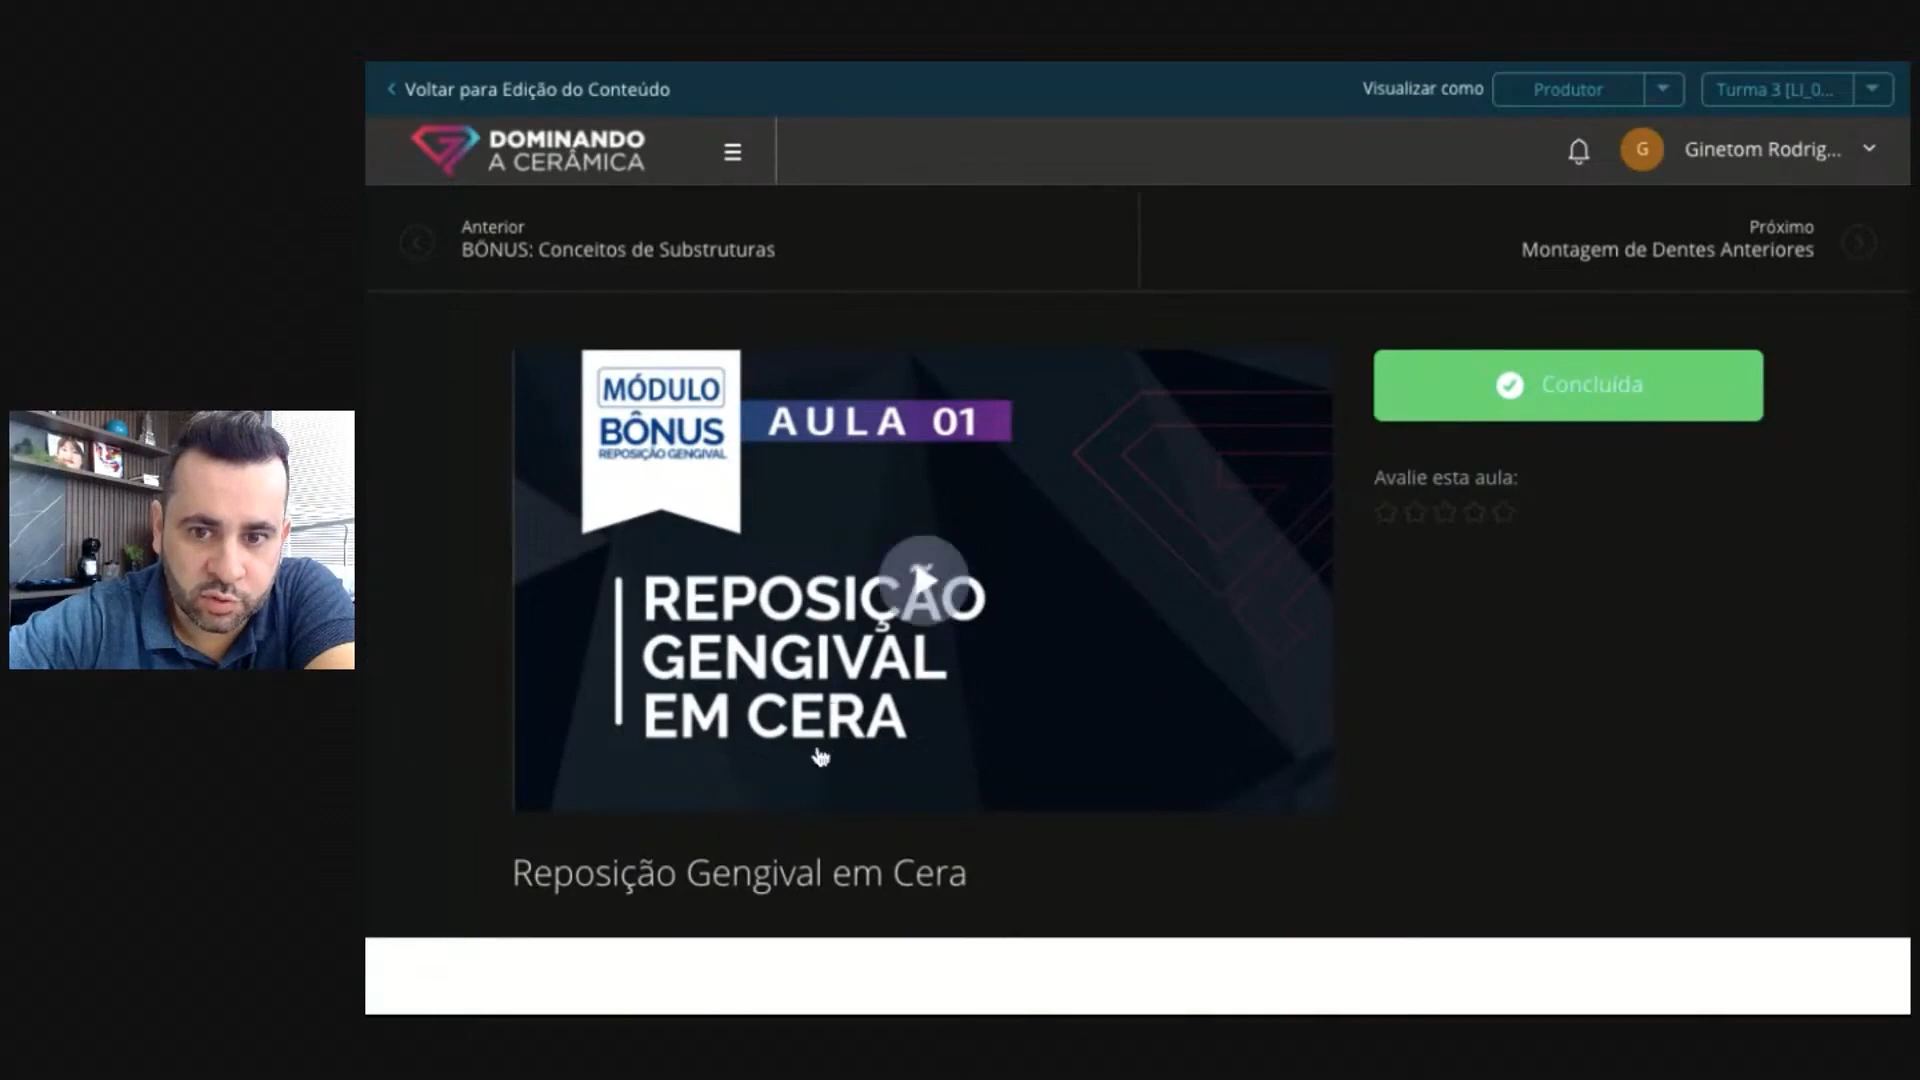 Voltar para Edição do Conteúdo
Visualizar como
Produtor
Turma 3 [LI_0...
DOMINANDO
A CERÂMICA
G
Ginetom Rodrig...
Anterior
BÔNUS: Conceitos de Substruturas
Próximo
Montagem de Dentes Anteriores
MÓDULO
BÔNUS
REPOSIÇÃO GENGIVAL
AULA 01
REPOSIÇÃO
GENGIVAL
EM CERA
Concluída
Avalie esta aula:
Reposição Gengival em Cera